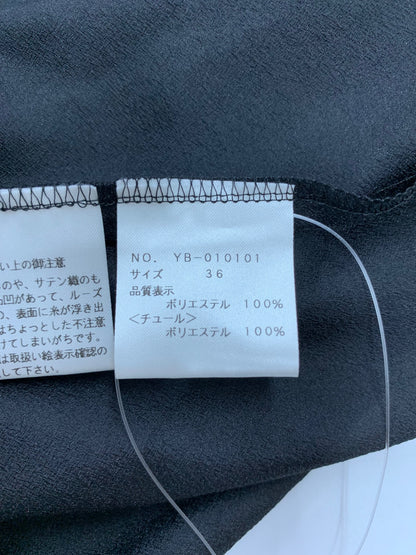 い上の御注意
のや、サテン織のも
凹があって、ルーズ
の、表面に糸が浮き出
はちょっとした不注意
けてしまいがちです。
は取扱い絵表示確認の
して下さい。
NO. YB-010101
サイズ 36
品質表示
ポリエステル 100%
＜チュール＞
ポリエステル 100%